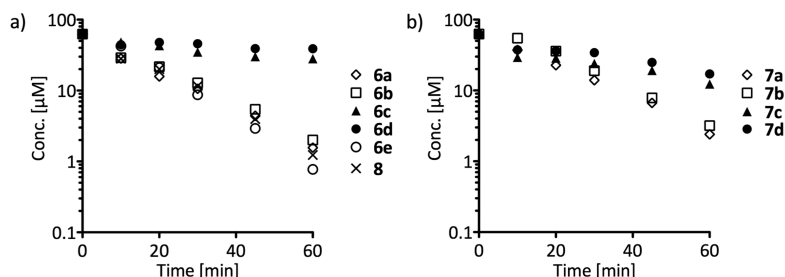 a)
Conc. [µM]
100
10
1
0.1
0
20
40
60
Time [min]
6a
6b
6c
6d
6e
8
b)
Conc. [µM]
100
10
1
0.1
0
20
40
60
Time [min]
7a
7b
7c
7d